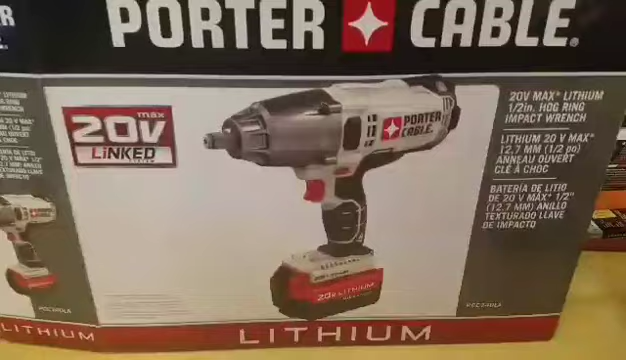 PORTER CABLE®
20V max*
LiNKED
PORTER
CABLE.
20V MAX* LITHIUM
1/2in. HOG RING
IMPACT WRENCH
LITHIUM 20 V MAX*
12,7 MM (1/2 po)
ANNEAU OUVERT
CLÉ À CHOC
BATERÍA DE LITIO
DE 20 V MÁX* 1/2"
(12,7 MM) ANILLO
TEXTURADO LLAVE
DE IMPACTO
20V LITHIUM
LITHIUM
LITHIUM